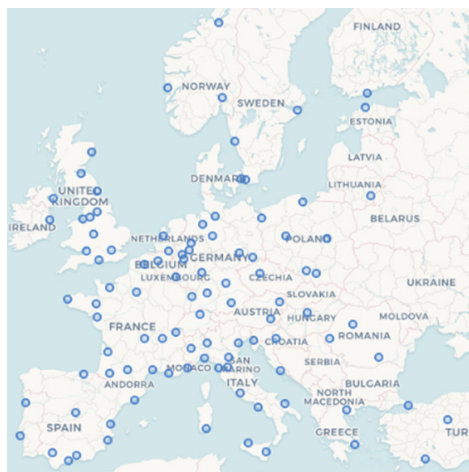 FINLAND
NORWAY
SWEDEN
ESTONIA
LATVIA
DENMAR
LITHUANIA
UNITED
KINGDOM
BELARUS
IRELAND
NETHERLANDS
POLAND
GERMANY
BELGIUM
LUXEMBOURG
CZECHIA
UKRAINE
SLOVAKIA
AUSTRIA
HUNGARY
MOLDOVA
FRANCE
CROATIA
ROMANIA
SAN
MARINO
MONACO
SERBIA
ANDORRA
ITALY
BULGARIA
NORTH
MACEDONIA
SPAIN
GREECE
TUR